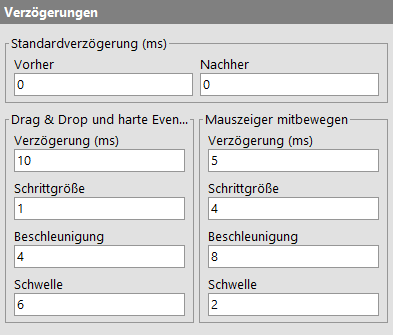 Verzögerungen
Standardverzögerung (ms)
Vorher Nachher
0 0
Drag & Drop und harte Even... Mauszeiger mitbewegen
Verzögerung (ms) Verzögerung (ms)
10 5
Schrittgröße Schrittgröße
1 4
Beschleunigung Beschleunigung
4 8
Schwelle Schwelle
6 2